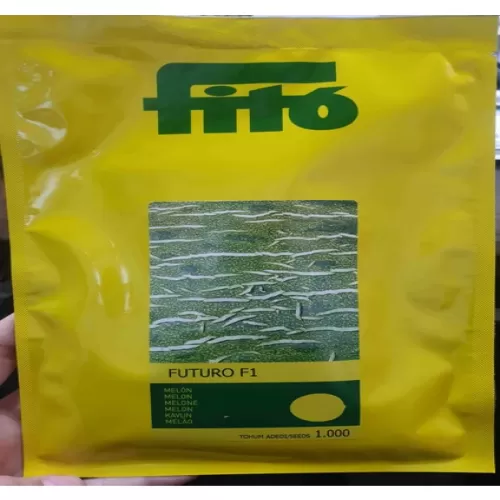 fitó
FUTURO F1
MELÓN
MELON
MELONE
MELON
KAVUN
MELÃO
TOHUM ADEDİ/SEEDS 1.000